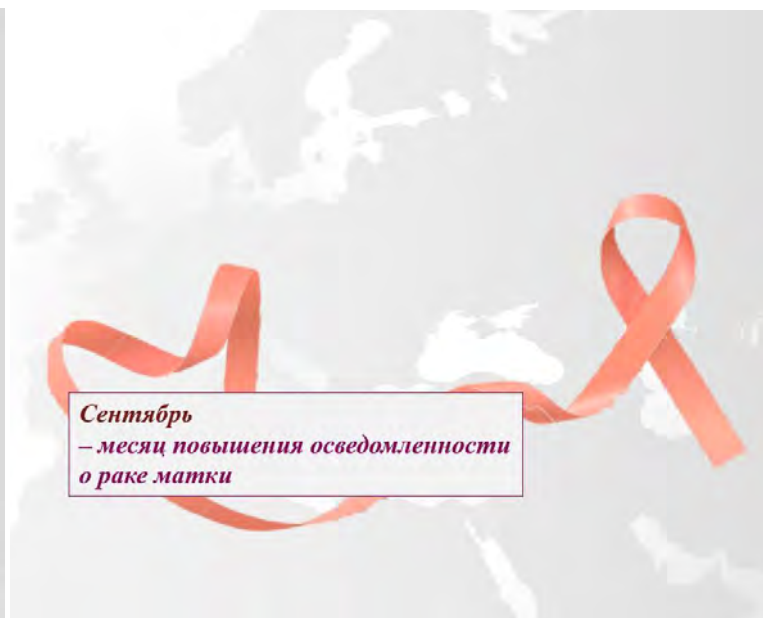 Сентябрь
– месяц повышения осведомленности
о раке матки